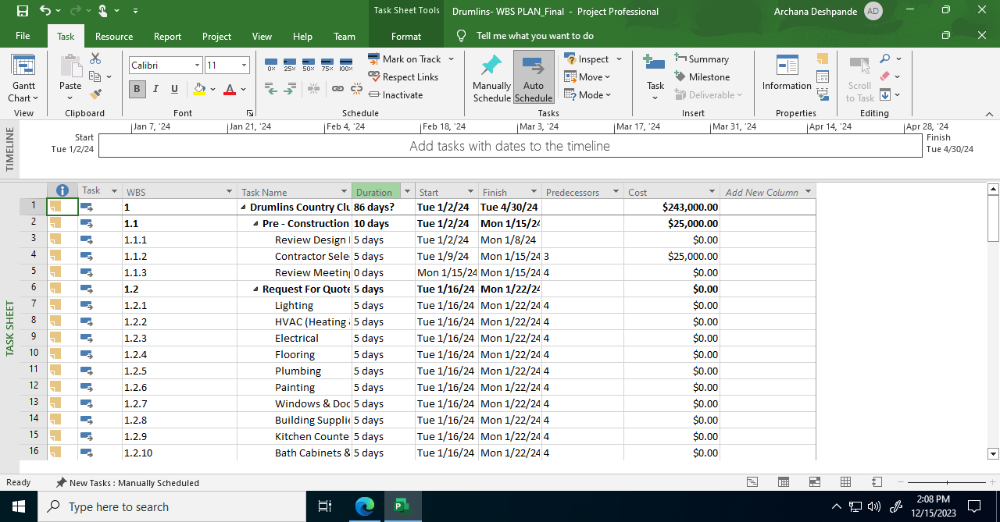 Task Sheet Tools
Drumlins- WBS PLAN_Final - Project Professional
Archana Deshpande
AD
File Task Resource Report Project View Help Team Format Tell me what you want to do
Gantt Chart
View
Paste
Clipboard
Calibri 11
B I U A
Font
0% 25% 50% 75% 100%
Mark on Track
Respect Links
Inactivate
Schedule
Manually Schedule
Auto Schedule
Inspect
Move
Mode
Tasks
Task
Summary
Milestone
Deliverable
Insert
Information
Properties
Scroll to Task
Editing
TIMELINE
Jan 7, '24 Jan 21, '24 Feb 4, '24 Feb 18, '24 Mar 3, '24 Mar 17, '24 Mar 31, '24 Apr 14, '24 Apr 28, '24
Start
Tue 1/2/24
Add tasks with dates to the timeline
Finish
Tue 4/30/24
TASK SHEET
Task WBS Task Name Duration Start Finish Predecessors Cost Add New Column
1 1 Drumlins Country Clu 86 days? Tue 1/2/24 Tue 4/30/24 $243,000.00
2 1.1 Pre - Construction 10 days Tue 1/2/24 Mon 1/15/24 $25,000.00
3 1.1.1 Review Design 5 days Tue 1/2/24 Mon 1/8/24 $0.00
4 1.1.2 Contractor Sele 5 days Tue 1/9/24 Mon 1/15/24 3 $25,000.00
5 1.1.3 Review Meeting 0 days Mon 1/15/24 Mon 1/15/24 4 $0.00
6 1.2 Request For Quote 5 days Tue 1/16/24 Mon 1/22/24 $0.00
7 1.2.1 Lighting 5 days Tue 1/16/24 Mon 1/22/24 4 $0.00
8 1.2.2 HVAC (Heating 5 days Tue 1/16/24 Mon 1/22/24 4 $0.00
9 1.2.3 Electrical 5 days Tue 1/16/24 Mon 1/22/24 4 $0.00
10 1.2.4 Flooring 5 days Tue 1/16/24 Mon 1/22/24 4 $0.00
11 1.2.5 Plumbing 5 days Tue 1/16/24 Mon 1/22/24 4 $0.00
12 1.2.6 Painting 5 days Tue 1/16/24 Mon 1/22/24 4 $0.00
13 1.2.7 Windows & Doo 5 days Tue 1/16/24 Mon 1/22/24 4 $0.00
14 1.2.8 Building Supplie 5 days Tue 1/16/24 Mon 1/22/24 4 $0.00
15 1.2.9 Kitchen Counte 5 days Tue 1/16/24 Mon 1/22/24 4 $0.00
16 1.2.10 Bath Cabinets & 5 days Tue 1/16/24 Mon 1/22/24 4 $0.00
Ready New Tasks : Manually Scheduled
Type here to search
2:08 PM
12/15/2023